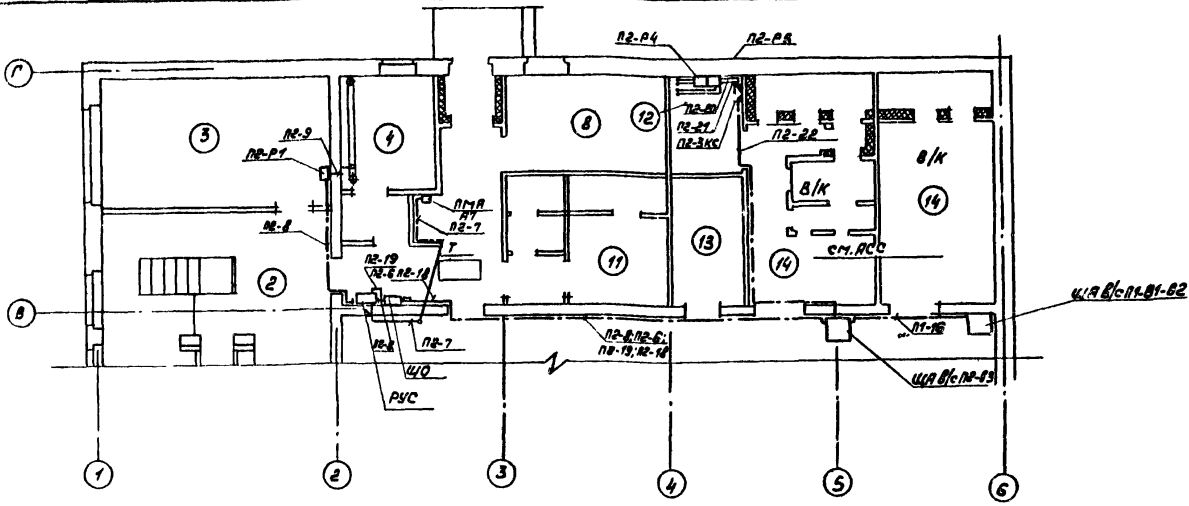 П2-Р4
П2-Р3
Г
3
4
8
12
П2-20
П2-21
П2-3КС
П2-22
П2-9
П2-Р1
В/К
В/К
14
ПМА
А7
П2-7
П2-8
Т
П2-19
П2-6
П2-18
2
11
13
14
см. АСС
В
П2-7
ЩО
РУС
П2-8; П2-6;
П2-19; П2-18
П1-16
ЩА В/с П1-В1-В2
ЩА В/с П2-В3
1
2
3
4
5
6